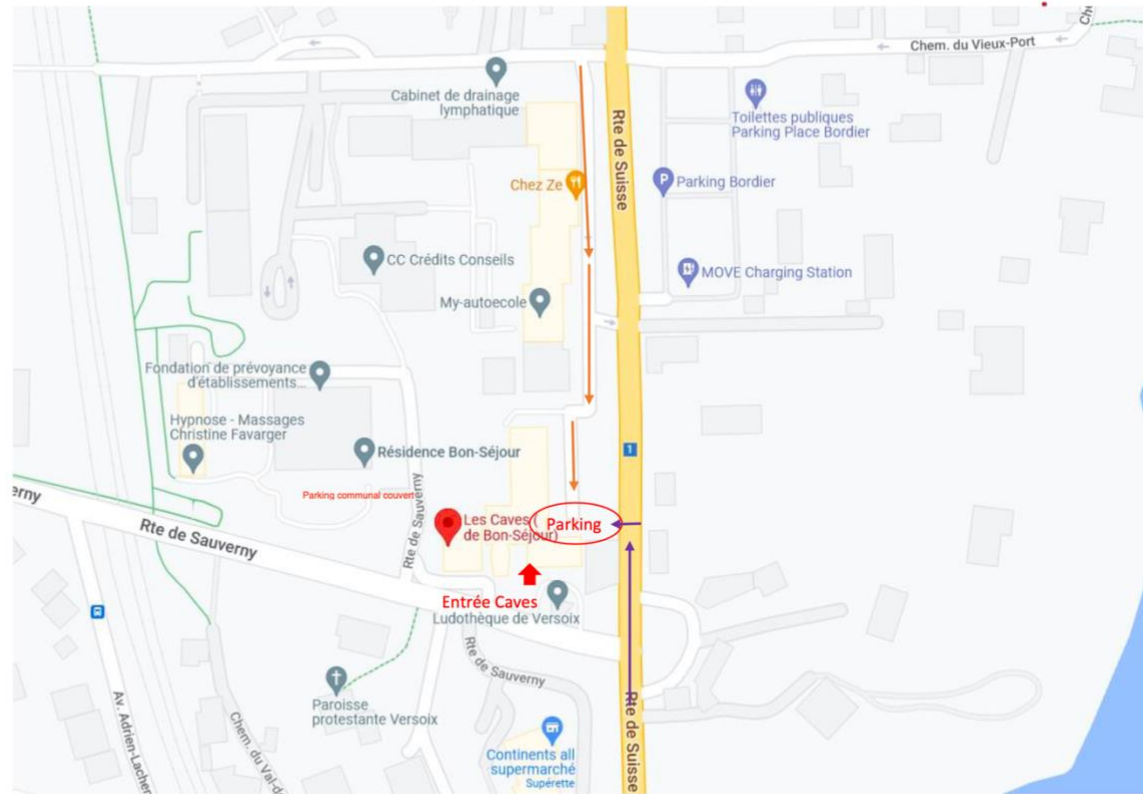 Chem. du Vieux-Port
Cabinet de drainage
lymphatique
Rte de Suisse
Toilettes publiques
Parking Place Bordier
Chez Ze
P
Parking Bordier
CC Crédits Conseils
MOVE Charging Station
My-autoecole
Fondation de prévoyance
d'établissements...
Hypnose - Massages
Christine Favarger
Résidence Bon-Séjour
1
Parking communal couvert
erny
Rte de Sauverny
Rte de Sauverny
Les Caves (
de Bon-Séjour)
Parking
Entrée Caves
Ludothèque de Versoix
Rte de Sauverny
Paroisse
protestante Versoix
Av. Adrien-Lachen
Chem. du Val-d
Rte de Suisse
Continents all
supermarché
Supérette